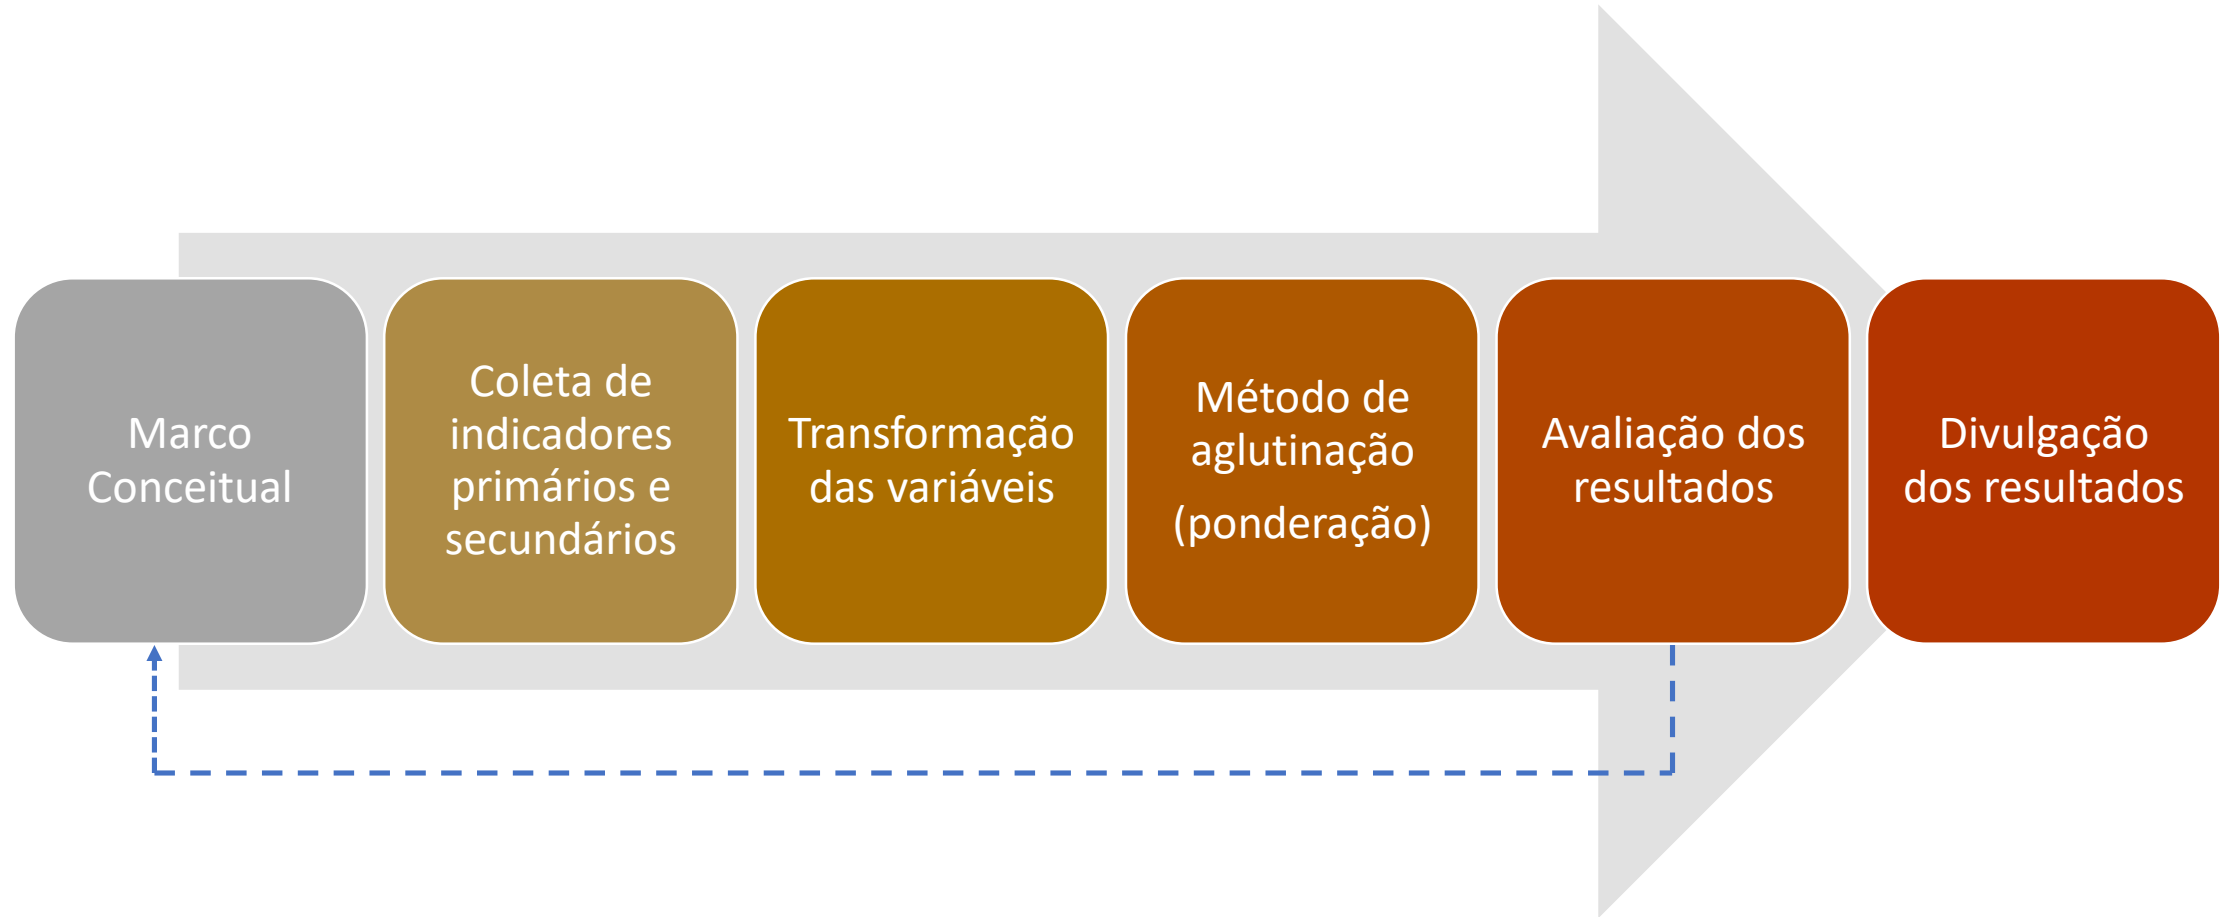 Marco
Conceitual
Coleta de
indicadores
primários e
secundários
Transformação
das variáveis
Método de
aglutinação
(ponderação)
Avaliação dos
resultados
Divulgação
dos resultados